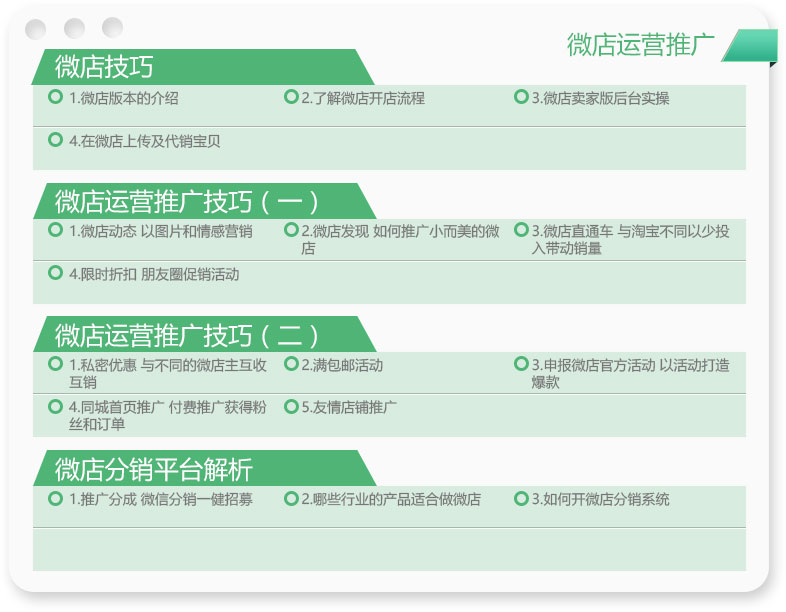 微店运营推广
微店技巧
1.微店版本的介绍
2.了解微店开店流程
3.微店卖家版后台实操
4.在微店上传及代销宝贝
微店运营推广技巧(一)
1.微店动态 以图片和情感营销
2.微店发现 如何推广小而美的微
店
3.微店直通车 与淘宝不同以少投
入带动销量
4.限时折扣 朋友圈促销活动
微店运营推广技巧(二)
1.私密优惠 与不同的微店主互收
互销
2.满包邮活动
3.申报微店官方活动 以活动打造
爆款
4.同城首页推广 付费推广获得粉
丝和订单
5.友情店铺推广
微店分销平台解析
1.推广分成 微信分销一健招募
2.哪些行业的产品适合做微店
3.如何开微店分销系统